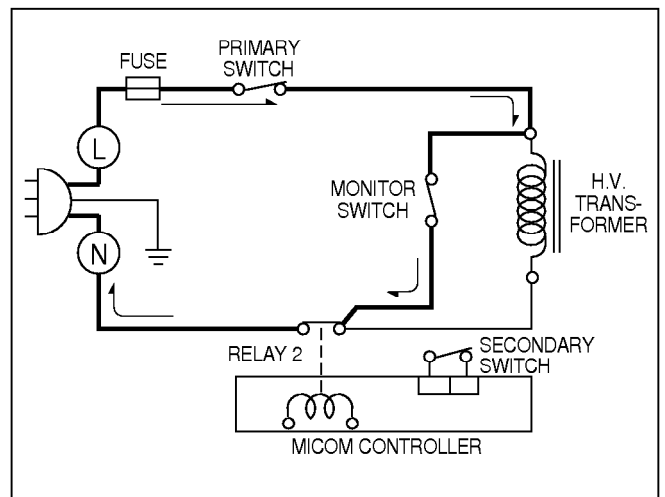 FUSE
PRIMARY
SWITCH
L
MONITOR
SWITCH
H.V.
TRANS-
FORMER
N
RELAY 2
SECONDARY
SWITCH
MICOM CONTROLLER